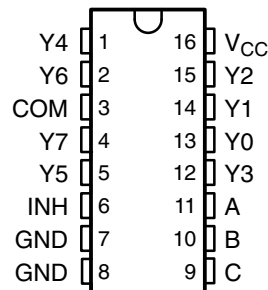 Y4 1 16 V_CC
Y6 2 15 Y2
COM 3 14 Y1
Y7 4 13 Y0
Y5 5 12 Y3
INH 6 11 A
GND 7 10 B
GND 8 9 C